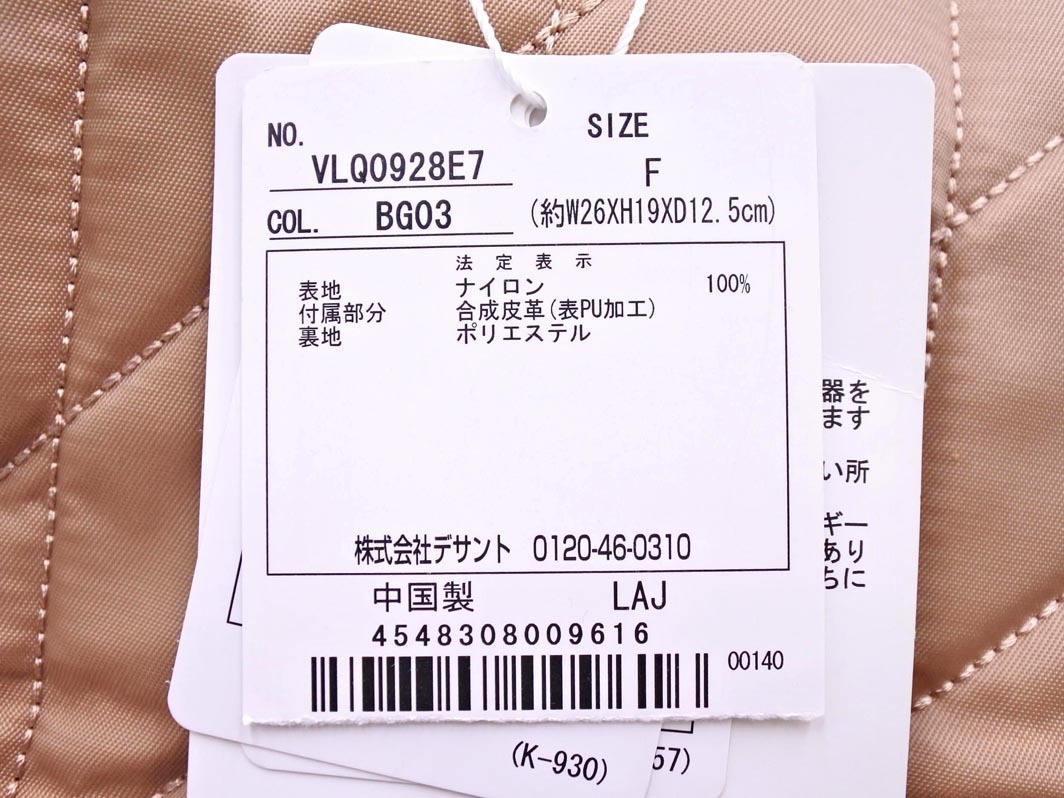 NO.
VLQ0928E7
COL. BG03
SIZE
F
(約W26XH19XD12.5cm)
法定表示
表地 ナイロン 100%
付属部分 合成皮革(表PU加工)
裏地 ポリエステル
株式会社デサント 0120-46-0310
中国製 LAJ
4548308009616
00140
器を
ます
い所
ギー
あり
ちに
(K-930)
57)